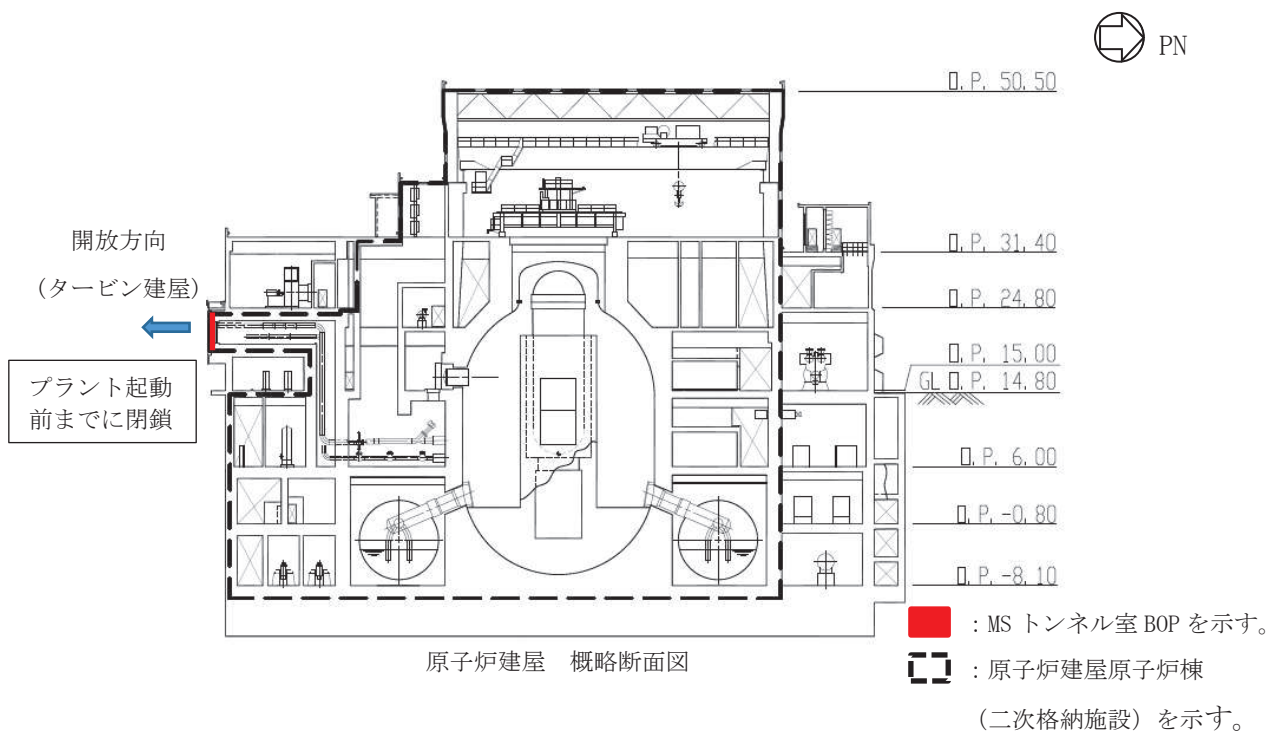 PN
O.P. 50.50
O.P. 31.40
O.P. 24.80
O.P. 15.00
GL O.P. 14.80
O.P. 6.00
O.P. -0.80
O.P. -8.10
開放方向
(タービン建屋)
プラント起動
前までに閉鎖
原子炉建屋　概略断面図
：MS トンネル室 BOP を示す。
：原子炉建屋原子炉棟
(二次格納施設) を示す。